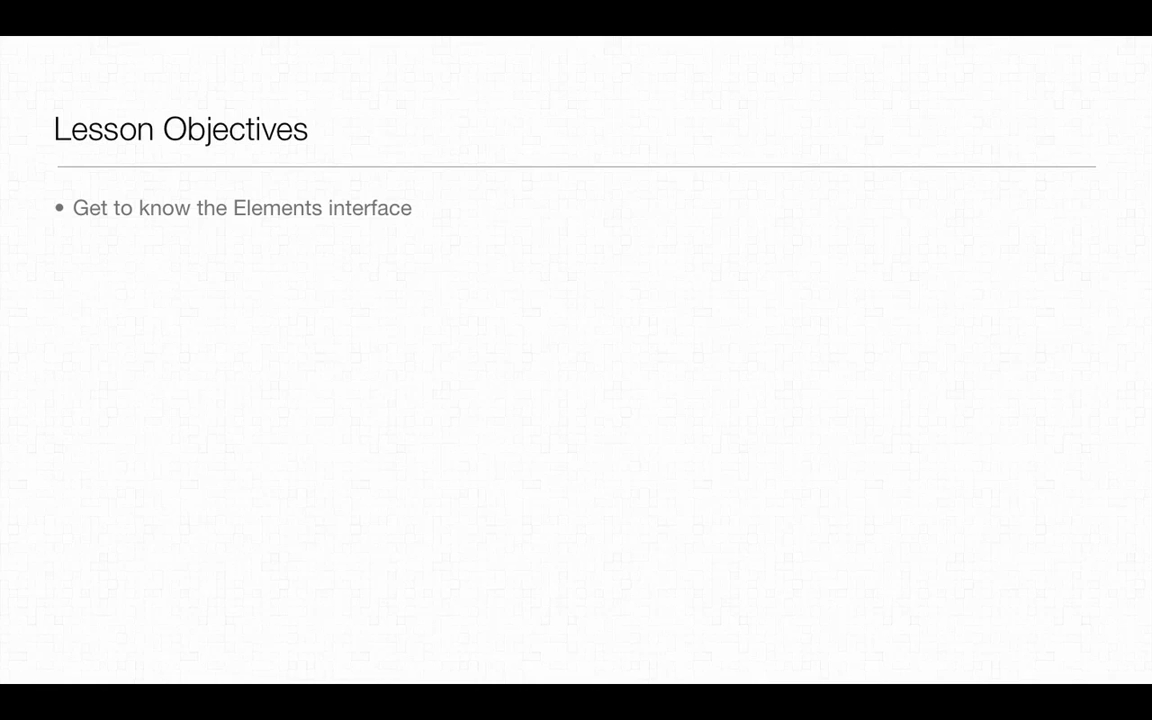 Lesson Objectives
• Get to know the Elements interface